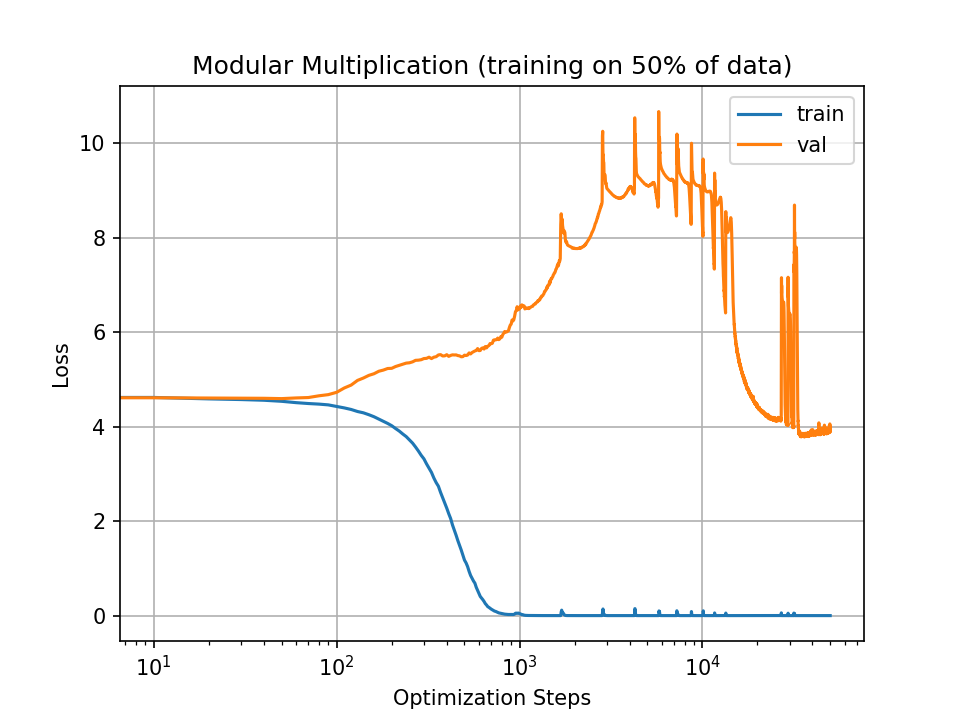 Modular Multiplication (training on 50% of data)
train
val
10
8
6
4
2
0
Loss
10¹ 10² 10³ 10⁴
Optimization Steps